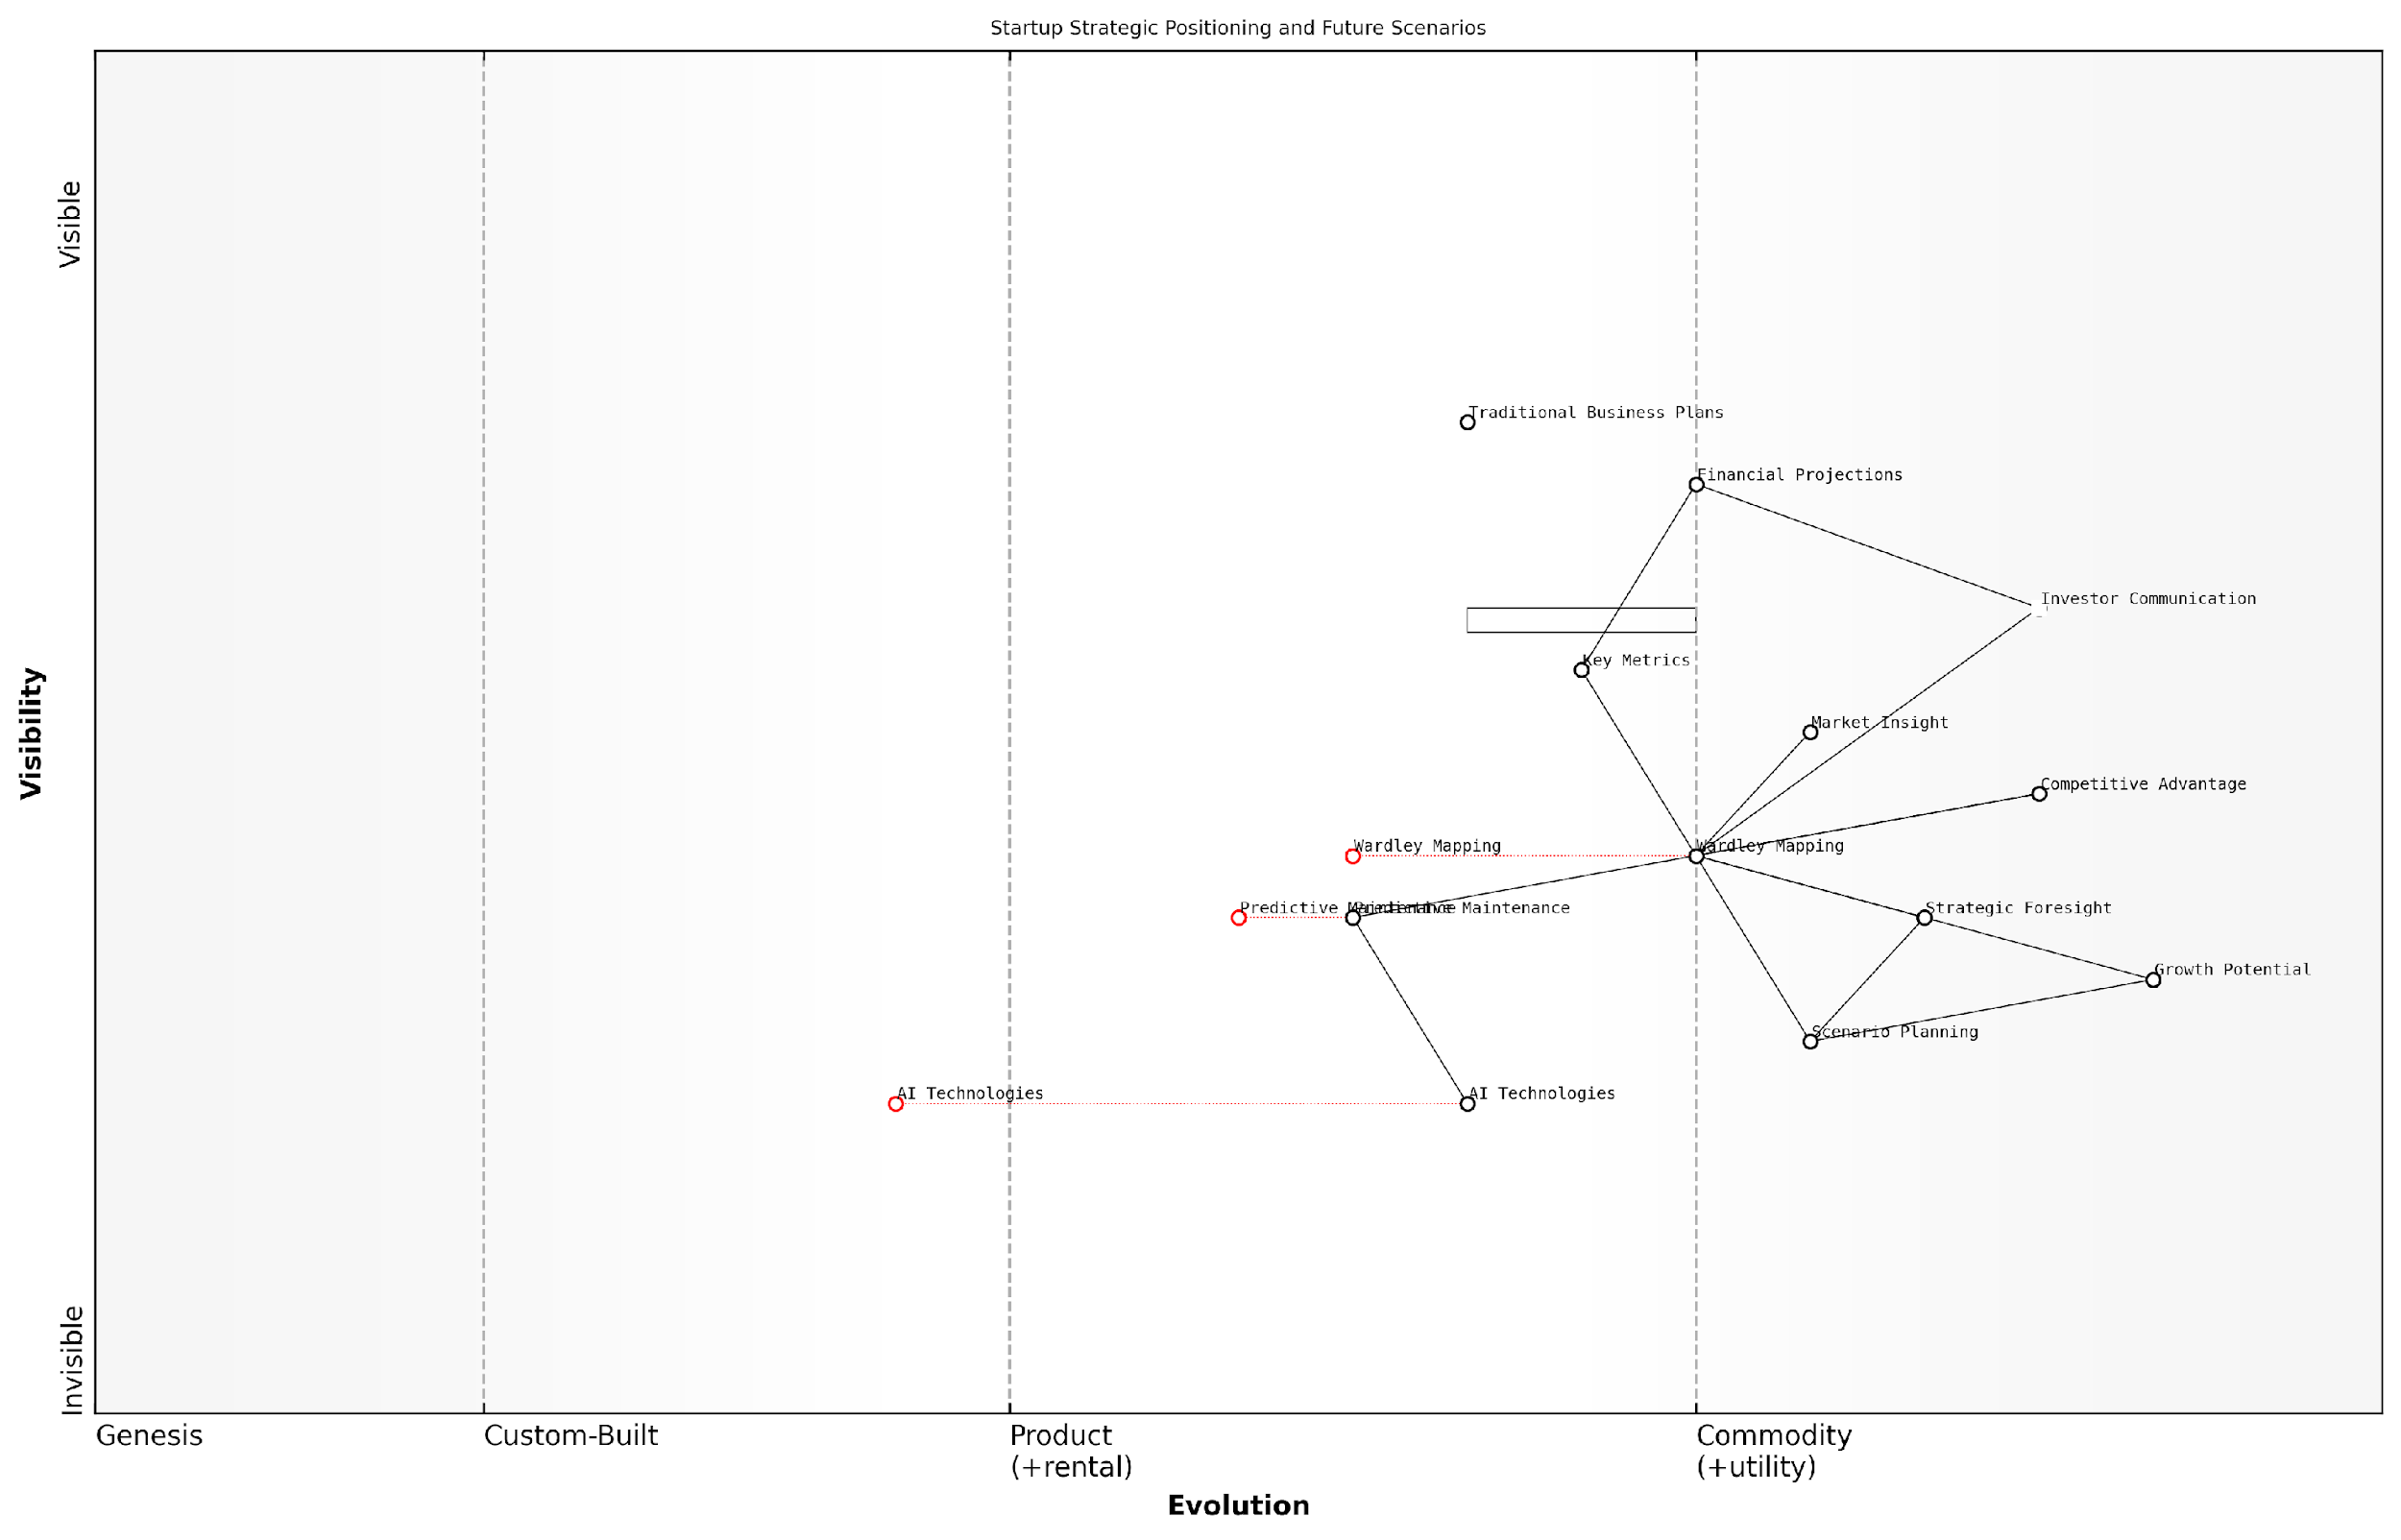 Startup Strategic Positioning and Future Scenarios
Visible
Traditional Business Plans
Financial Projections
Investor Communication
Key Metrics
Market Insight
Visibility
Competitive Advantage
Wardley Mapping
Wardley Mapping
Predictive Maintenance
Predictive Maintenance
Strategic Foresight
Growth Potential
Scenario Planning
AI Technologies
AI Technologies
Invisible
Genesis
Custom-Built
Product
(+rental)
Commodity
(+utility)
Evolution